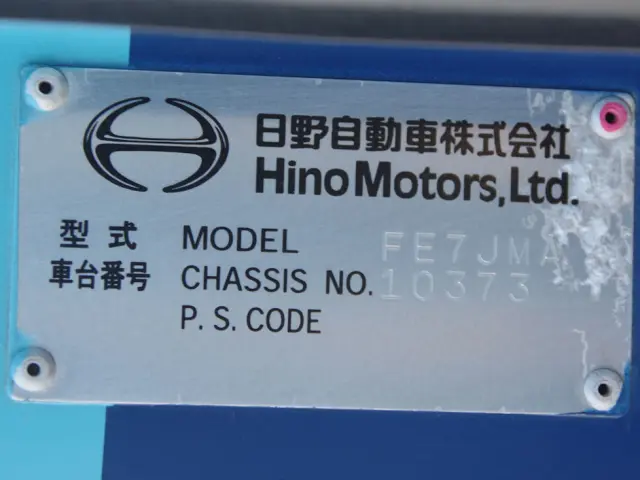 日野自動車株式会社
Hino Motors, Ltd.
型式 MODEL FE7JMA
車台番号 CHASSIS NO. 10373
P. S. CODE